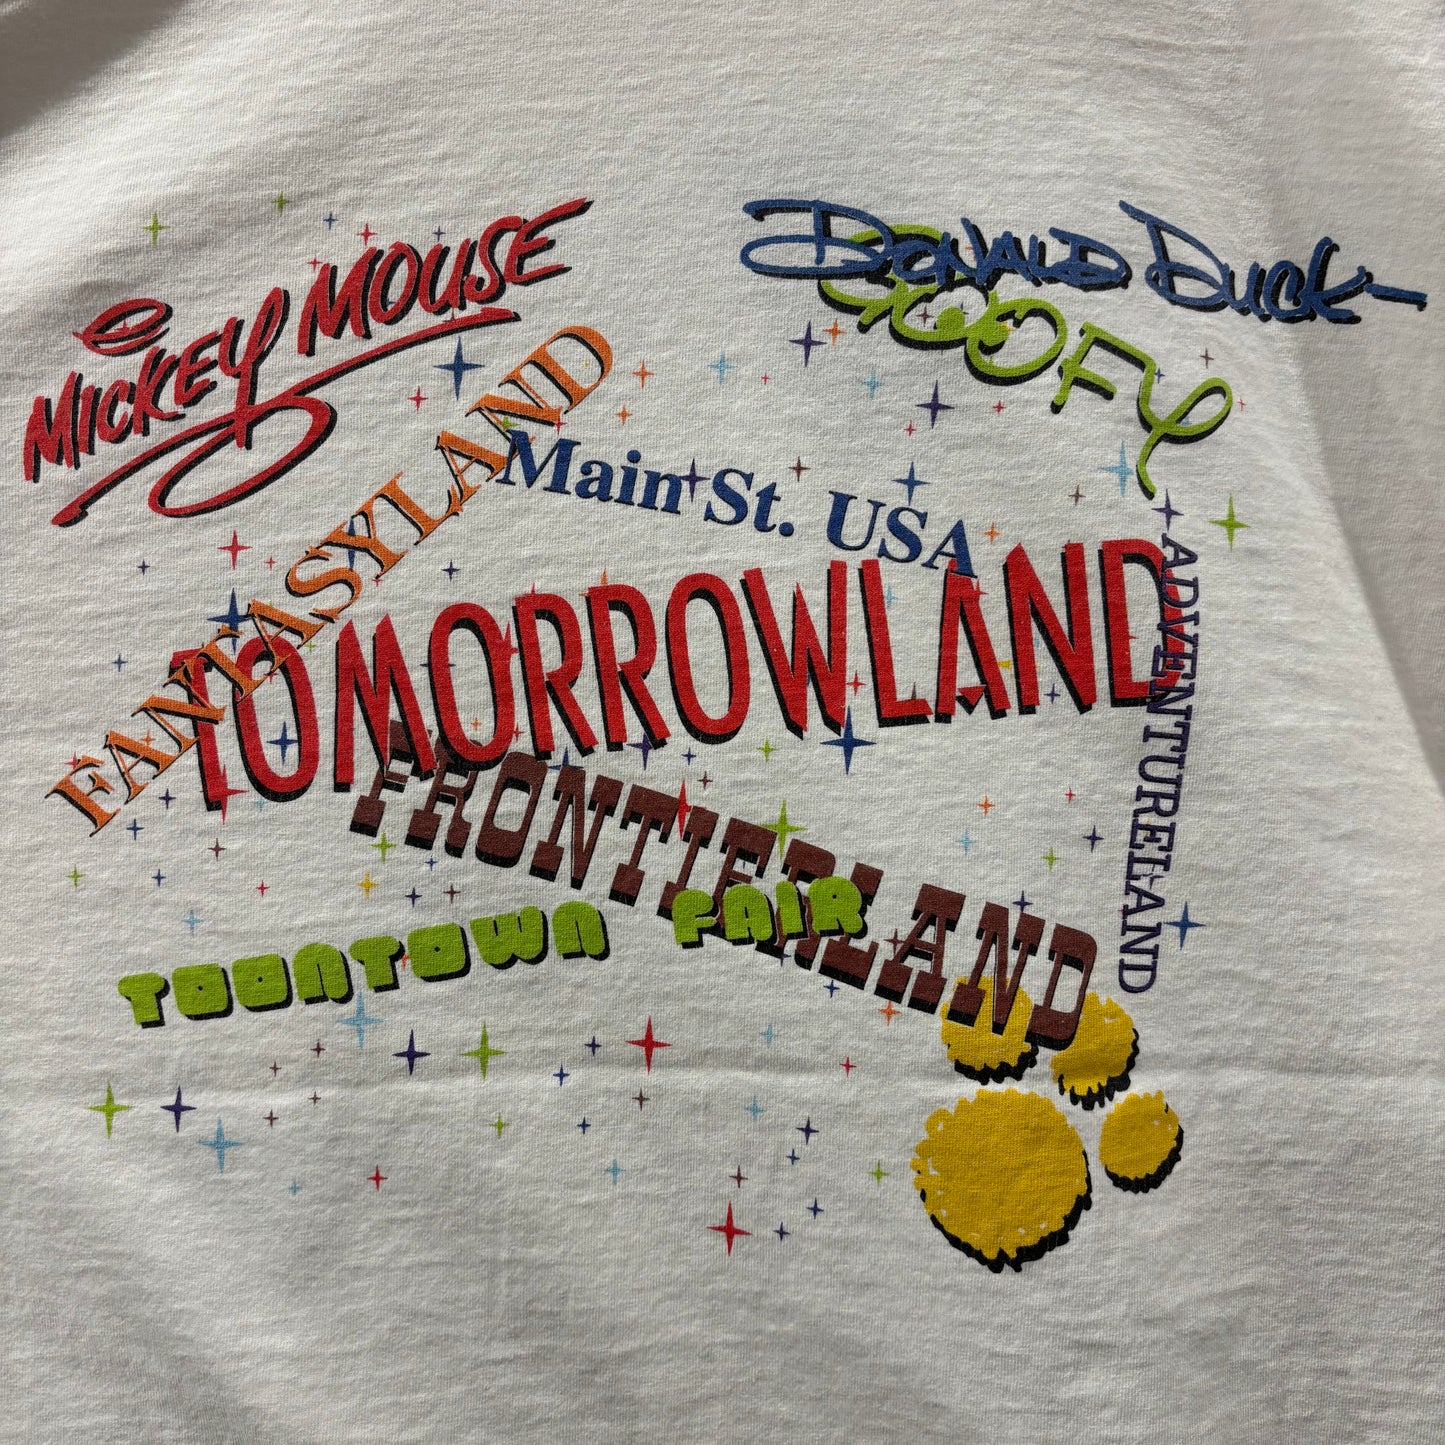 MICKEY MOUSE
DONALD DUCK
GOOFY
FANTASYLAND
Main St. USA
TOMORROWLAND
ADVENTURELAND
FRONTIERLAND
TOONTOWN FAIR